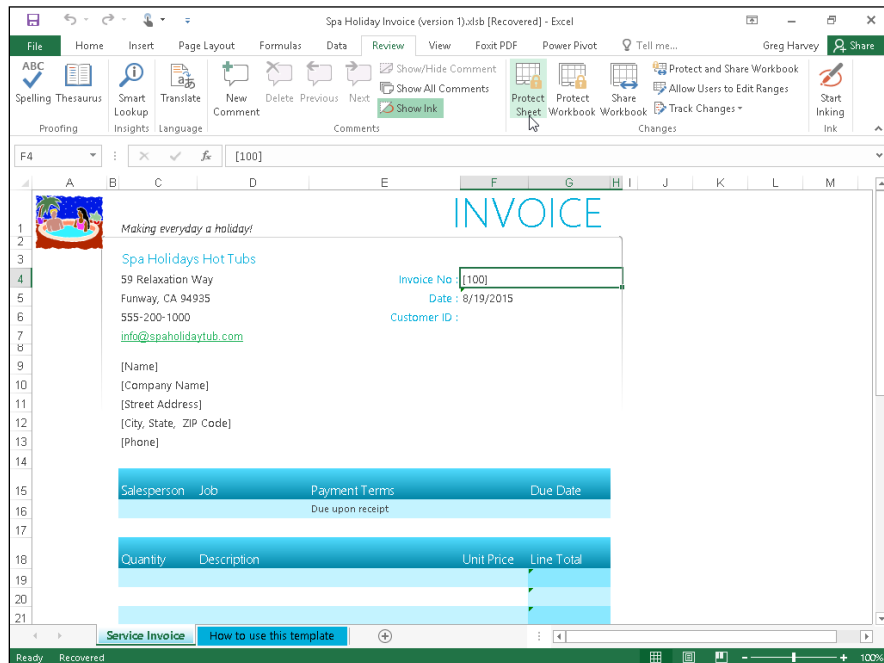 Spa Holiday Invoice (version 1).xlsb [Recovered] - Excel
File Home Insert Page Layout Formulas Data Review View Foxit PDF Power Pivot Tell me... Greg Harvey Share
ABC
Spelling Thesaurus
Smart Lookup
Translate
New Comment
Delete Previous Next
Show/Hide Comment
Show All Comments
Show Ink
Protect Sheet
Protect Workbook
Share Workbook
Protect and Share Workbook
Allow Users to Edit Ranges
Track Changes
Start Inking
Proofing Insights Language Comments Changes Ink
F4 fx [100]
A B C D E F G H I J K L M
1 Making everyday a holiday! INVOICE
2
3 Spa Holidays Hot Tubs
4 59 Relaxation Way Invoice No : [100]
5 Funway, CA 94935 Date : 8/19/2015
6 555-200-1000 Customer ID :
7 info@spaholidaytub.com
8
9 [Name]
10 [Company Name]
11 [Street Address]
12 [City, State, ZIP Code]
13 [Phone]
14
15 Salesperson Job Payment Terms Due Date
16 Due upon receipt
17
18 Quantity Description Unit Price Line Total
19
20
21
Service Invoice How to use this template
Ready Recovered 100%